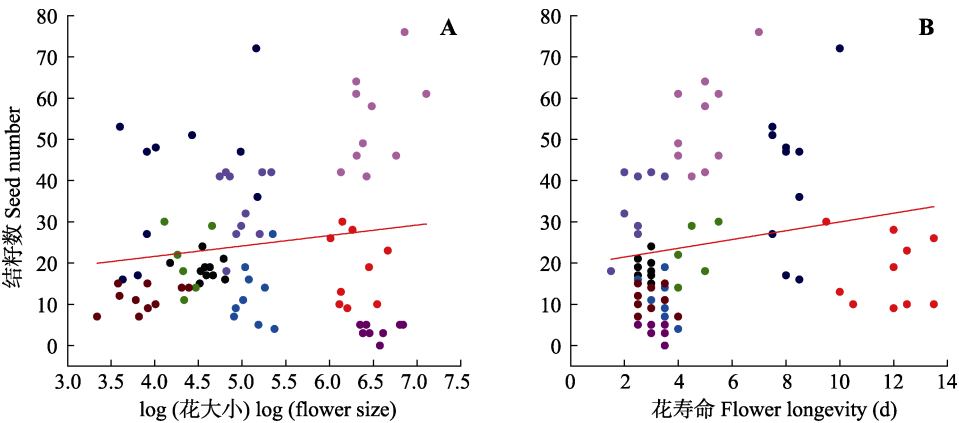 A
B
80
70
60
50
40
30
20
10
0
结籽数 Seed number
3.0 3.5 4.0 4.5 5.0 5.5 6.0 6.5 7.0 7.5
log (花大小) log (flower size)
80
70
60
50
40
30
20
10
0
0 2 4 6 8 10 12 14
花寿命 Flower longevity (d)